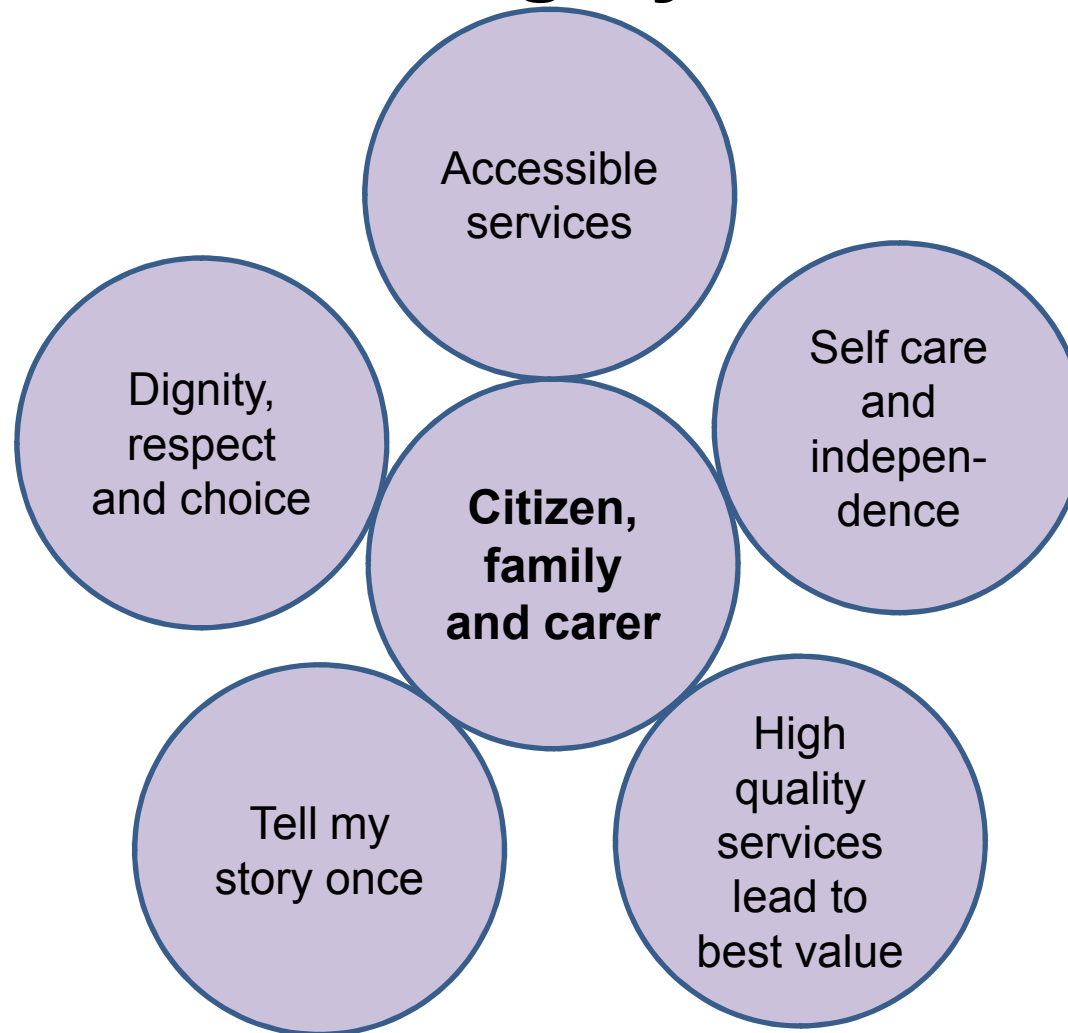 Accessible
services
Dignity,
respect
and choice
Self care
and
indepen-
dence
Citizen,
family
and carer
Tell my
story once
High
quality
services
lead to
best value